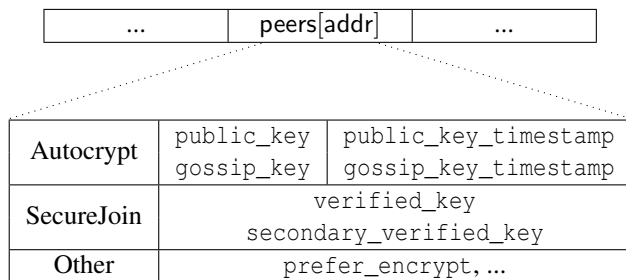 ... peers[addr] ...
Autocrypt public_key public_key_timestamp
gossip_key gossip_key_timestamp
SecureJoin verified_key
secondary_verified_key
Other prefer_encrypt, ...